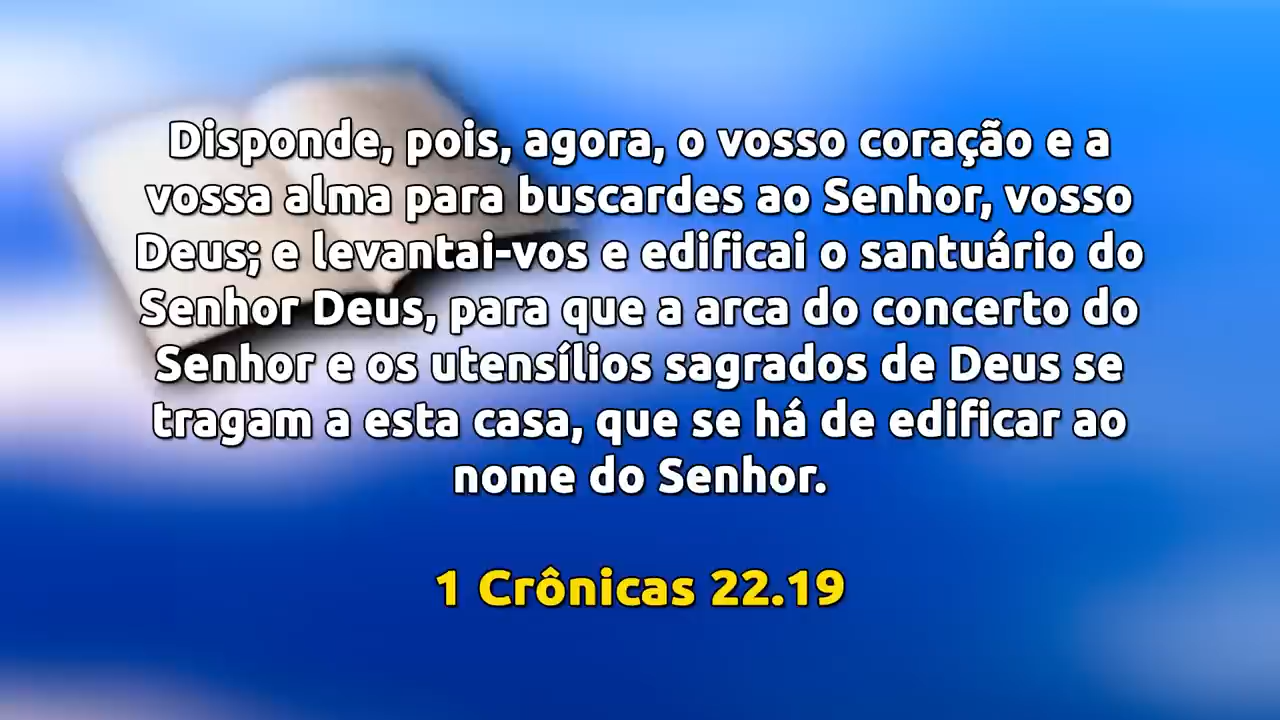 Disponde, pois, agora, o vosso coração e a
vossa alma para buscardes ao Senhor, vosso
Deus; e levantai-vos e edificai o santuário do
Senhor Deus, para que a arca do concerto do
Senhor e os utensílios sagrados de Deus se
tragam a esta casa, que se há de edificar ao
nome do Senhor.
1 Crônicas 22.19